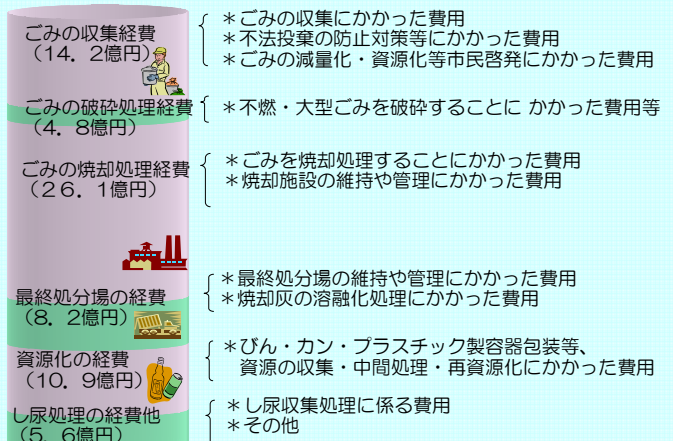 ごみの収集経費
（14．2億円）
＊ごみの収集にかかった費用
＊不法投棄の防止対策等にかかった費用
＊ごみの減量化・資源化等市民啓発にかかった費用
ごみの破砕処理経費
（4．8億円）
＊不燃・大型ごみを破砕することに かかった費用等
ごみの焼却処理経費
（26．1億円）
＊ごみを焼却処理することにかかった費用
＊焼却施設の維持や管理にかかった費用
最終処分場の経費
（8．2億円）
＊最終処分場の維持や管理にかかった費用
＊焼却灰の溶融化処理にかかった費用
資源化の経費
（10．9億円）
＊びん・カン・プラスチック製容器包装等、
資源の収集・中間処理・再資源化にかかった費用
し尿処理の経費他
（5．6億円）
＊し尿収集処理に係る費用
＊その他